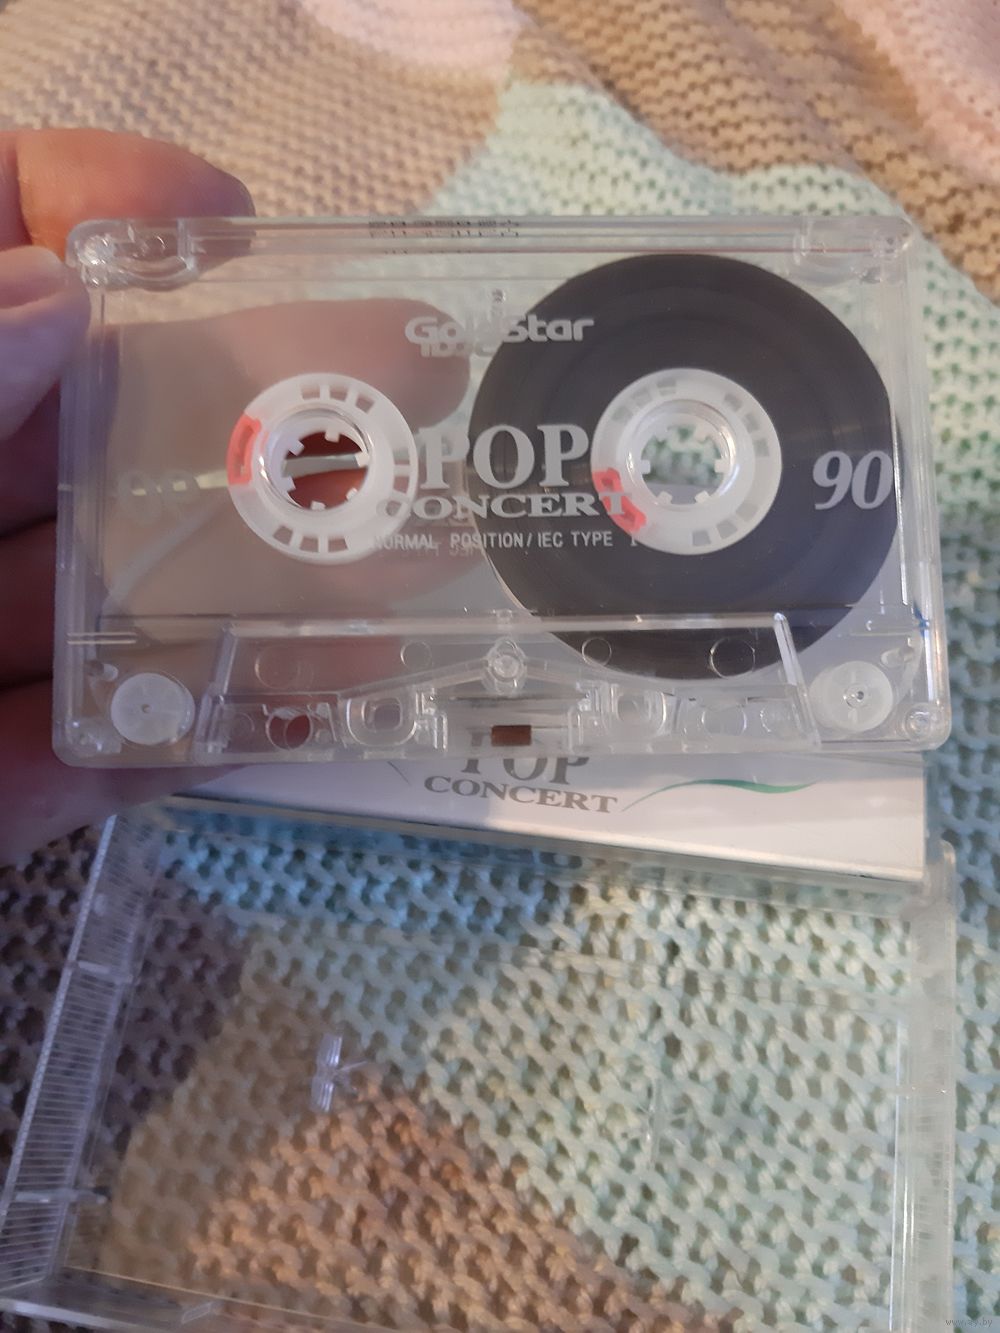 GoldStar
POP
CONCERT
90
NORMAL POSITION/IEC TYPE I
POP
CONCERT